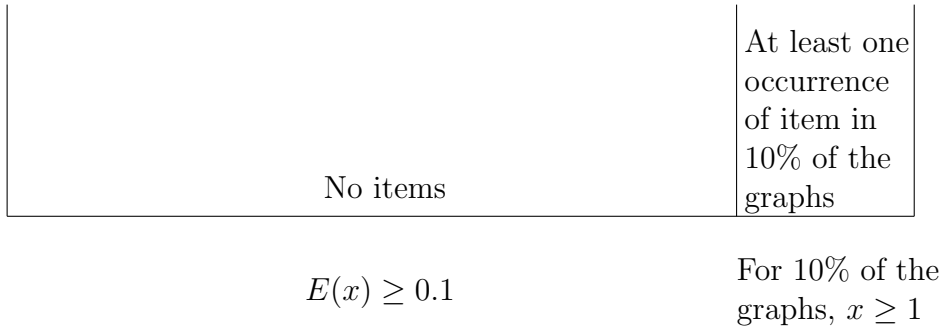 At least one
occurrence
of item in
10% of the
graphs
No items
E(x) ≥ 0.1
For 10% of the
graphs, x ≥ 1